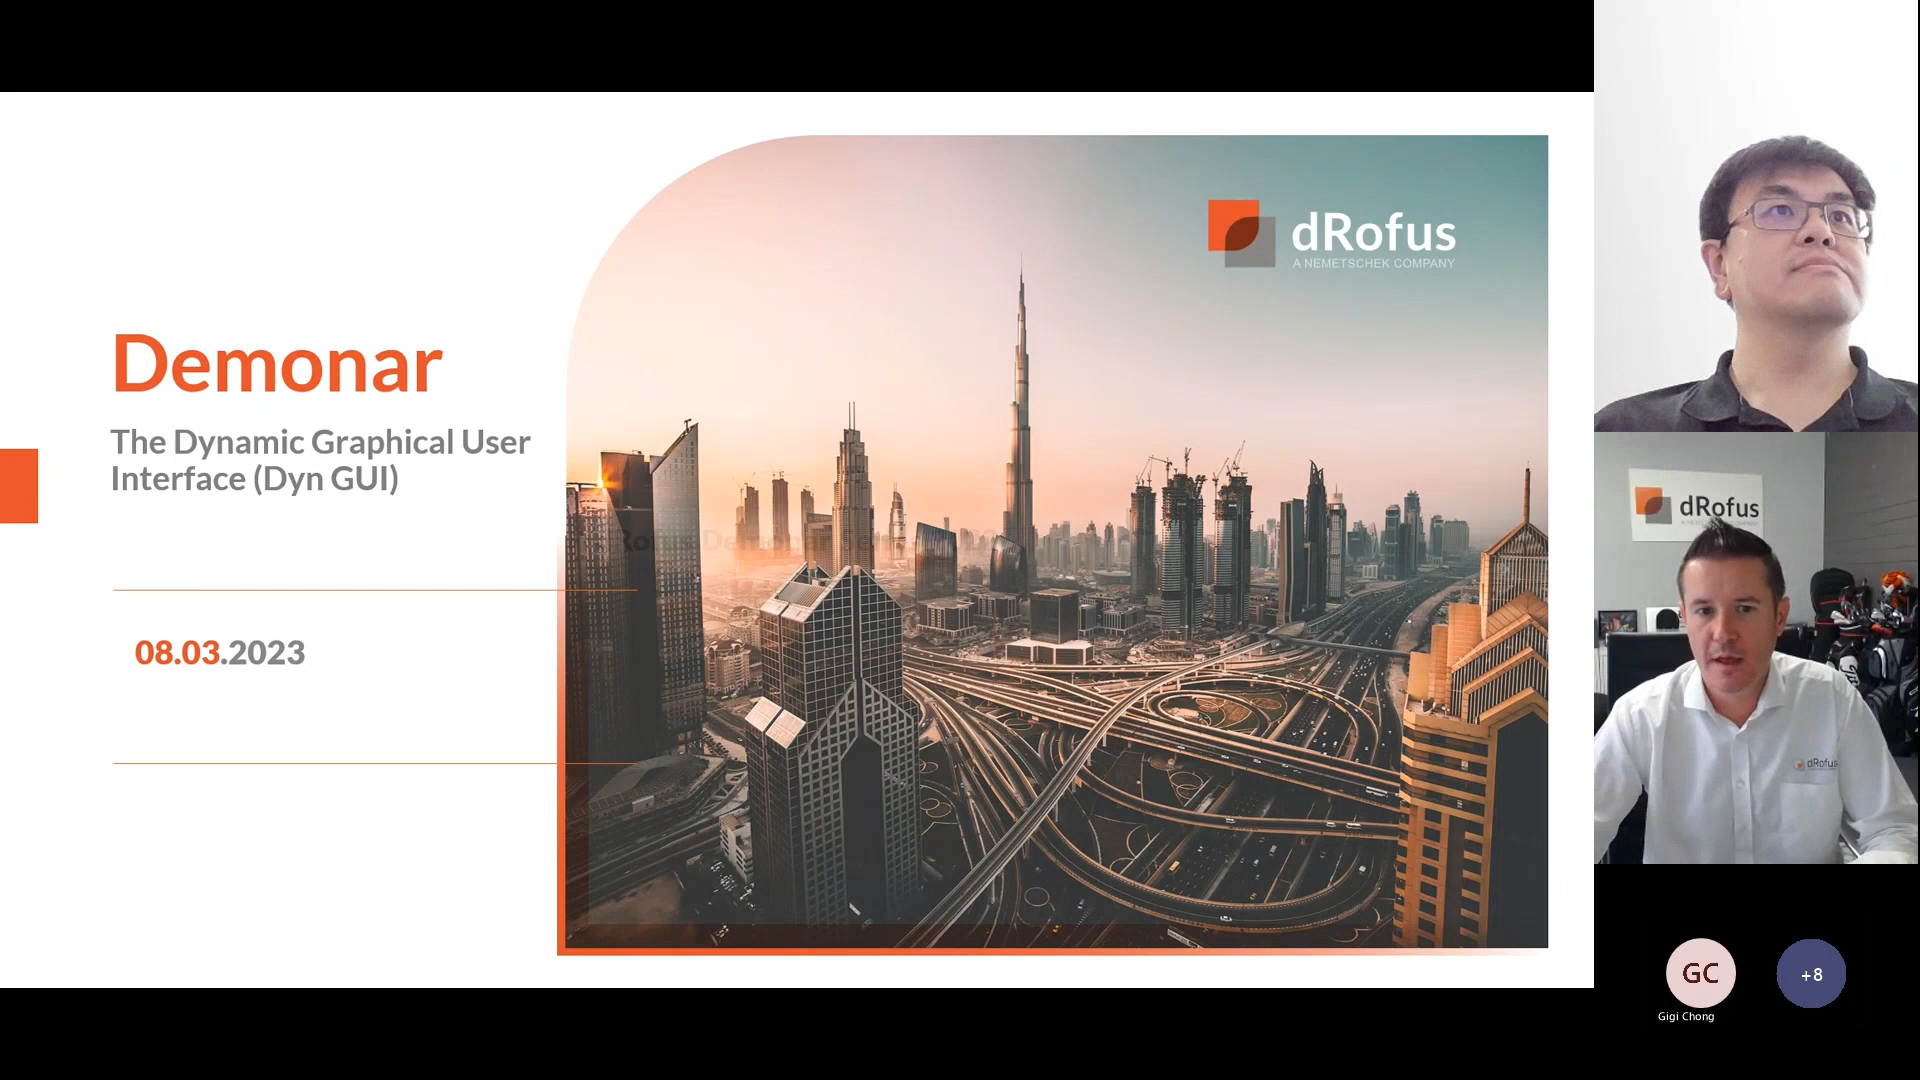 dRofus
A NEMETSCHEK COMPANY
Demonar
The Dynamic Graphical User
Interface (Dyn GUI)
08.03.2023
dRofus
dRofus
GC
+8
Gigi Chong